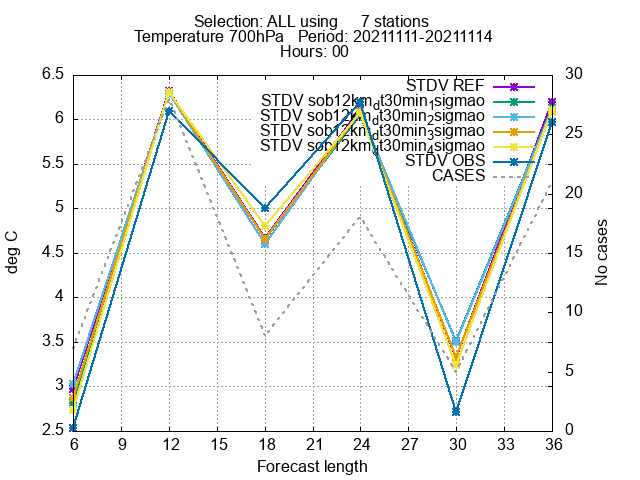 Selection: ALL using 7 stations
Temperature 700hPa Period: 20211111-20211114
Hours: 00
6.5 30
STDV REF
STDV sob12km_dt30min_1sigmao
STDV sob12km_dt30min_2sigmao
STDV sob12km_dt30min_3sigmao
STDV sob12km_dt30min_4sigmao
STDV OBS
CASES
6 25
5.5
5 20
4.5 15
4 10
3.5
3 5
2.5 0
deg C
No cases
6 9 12 15 18 21 24 27 30 33 36
Forecast length